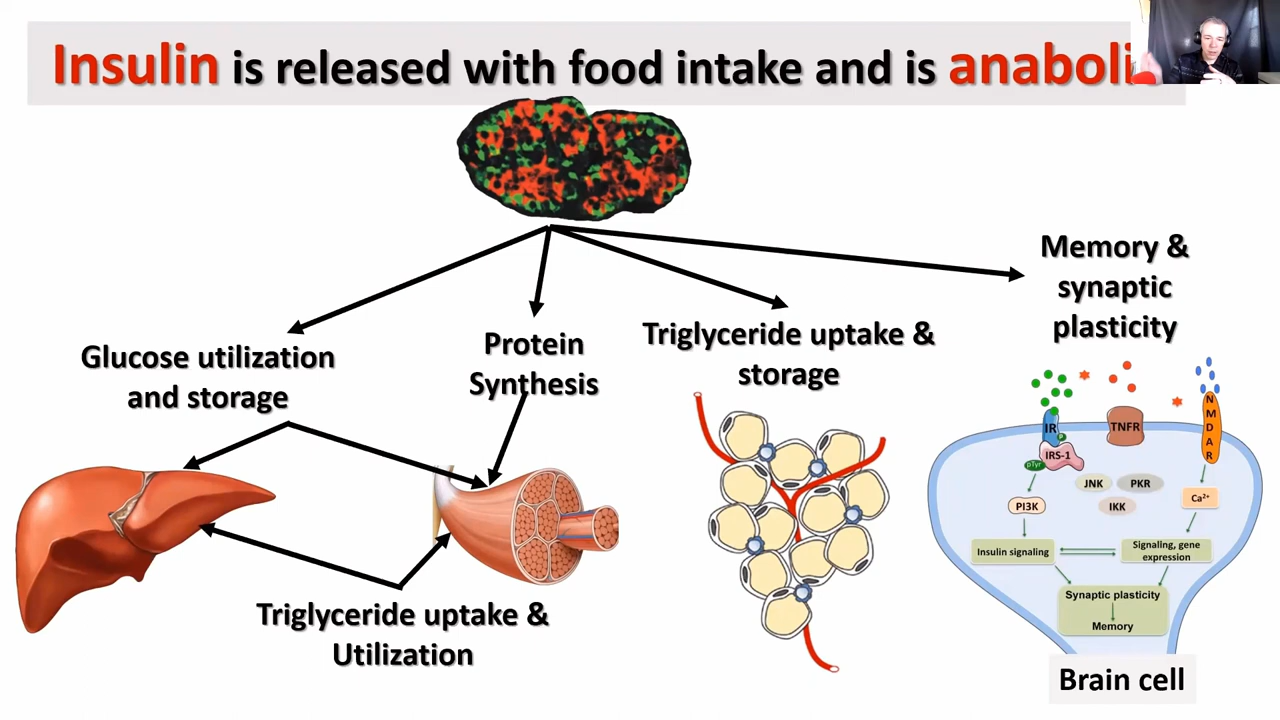 Insulin is released with food intake and is anaboli
Memory &
synaptic
plasticity
Glucose utilization
and storage
Protein
Synthesis
Triglyceride uptake &
storage
Triglyceride uptake &
Utilization
IR
P
IRS-1
pTyr
TNFR
NMDAR
JNK
PKR
IKK
PI3K
Ca²⁺
Insulin signaling
Signaling, gene
expression
Synaptic plasticity
Memory
Brain cell